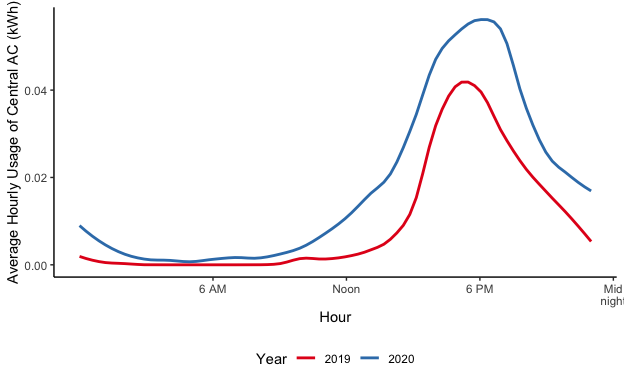 Average Hourly Usage of Central AC (kWh)
0.04
0.02
0.00
6 AM
Noon
6 PM
Mid
night
Hour
Year 2019 2020